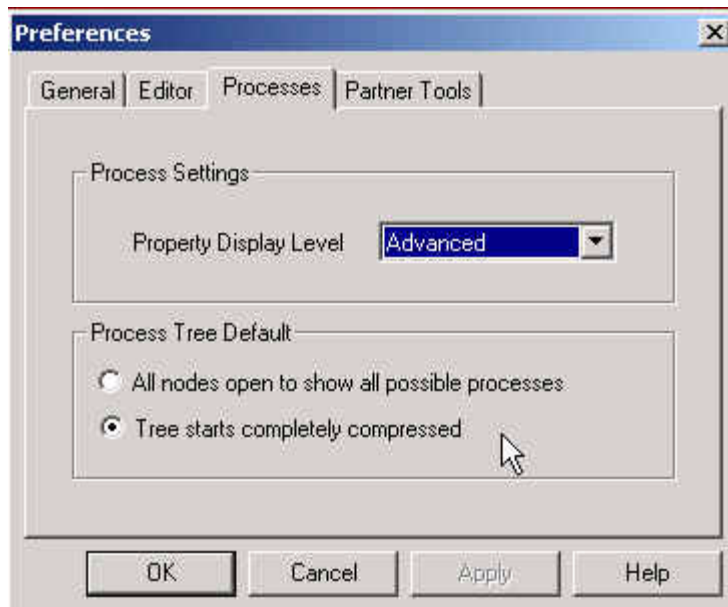 Preferences
General Editor Processes Partner Tools
Process Settings
Property Display Level Advanced
Process Tree Default
All nodes open to show all possible processes
Tree starts completely compressed
OK Cancel Apply Help